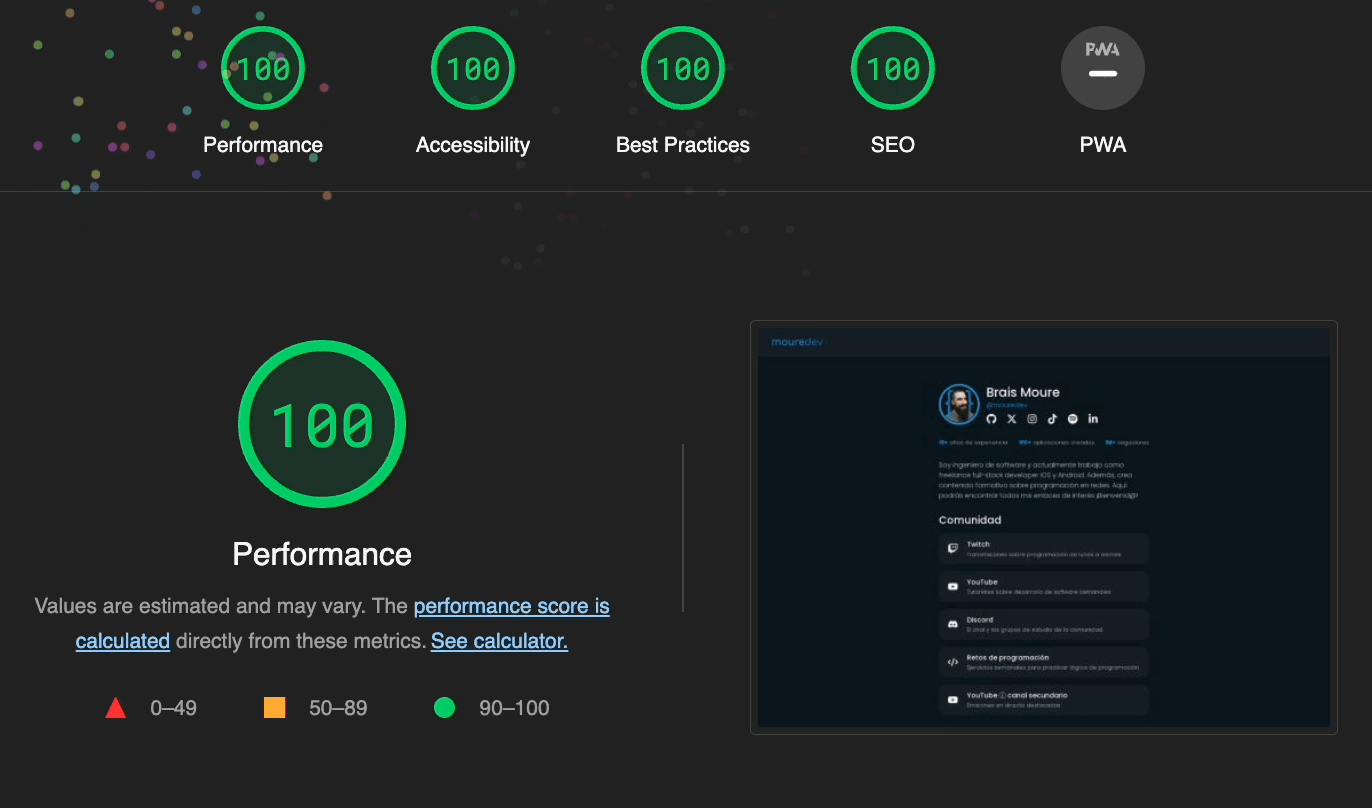 100
100
100
100
PWA
Performance
Accessibility
Best Practices
SEO
PWA
100
Performance
Values are estimated and may vary. The performance score is
calculated directly from these metrics. See calculator.
0–49
50–89
90–100
mouredev
Brais Moure
@mouredev
años de experiencia
aplicaciones creadas
seguidores
Soy ingeniero de software y actualmente trabajo como
freelance full-stack developer iOS y Android. Además, creo
contenido formativo sobre programación en redes. Aquí
podrás encontrar todos mis enlaces de interés
Comunidad
Twitch
Transmisiones sobre programación de lunes a viernes
YouTube
Tutoriales sobre desarrollo de software semanales
Discord
El chat y los grupos de estudio de la comunidad
Retos de programación
Ejercicios semanales para practicar lógica de programación
YouTube canal secundario
Emisiones en directo destacadas